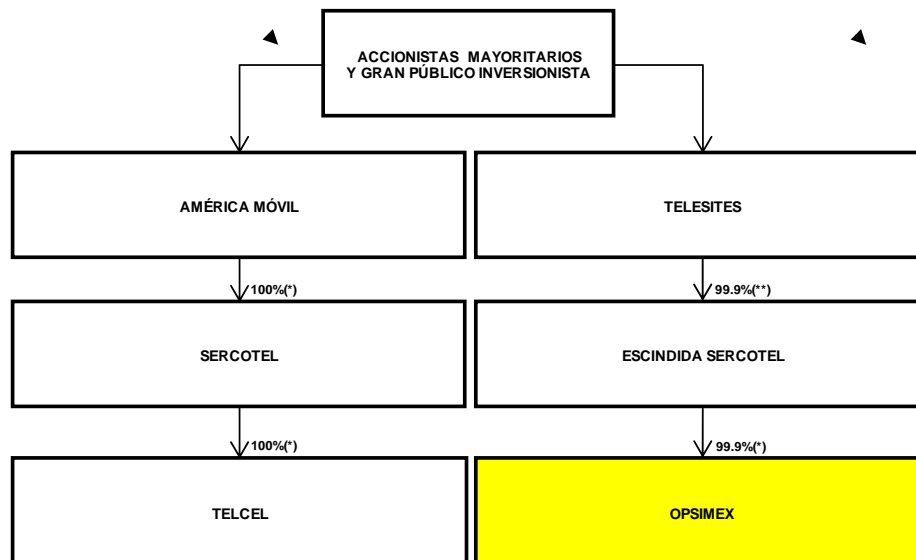 ACCIONISTAS MAYORITARIOS
Y GRAN PÚBLICO INVERSIONISTA
AMÉRICA MÓVIL
TELESITES
100%(*)
99.9%(**)
SERCOTEL
ESCINDIDA SERCOTEL
100%(*)
99.9%(*)
TELCEL
OPSIMEX